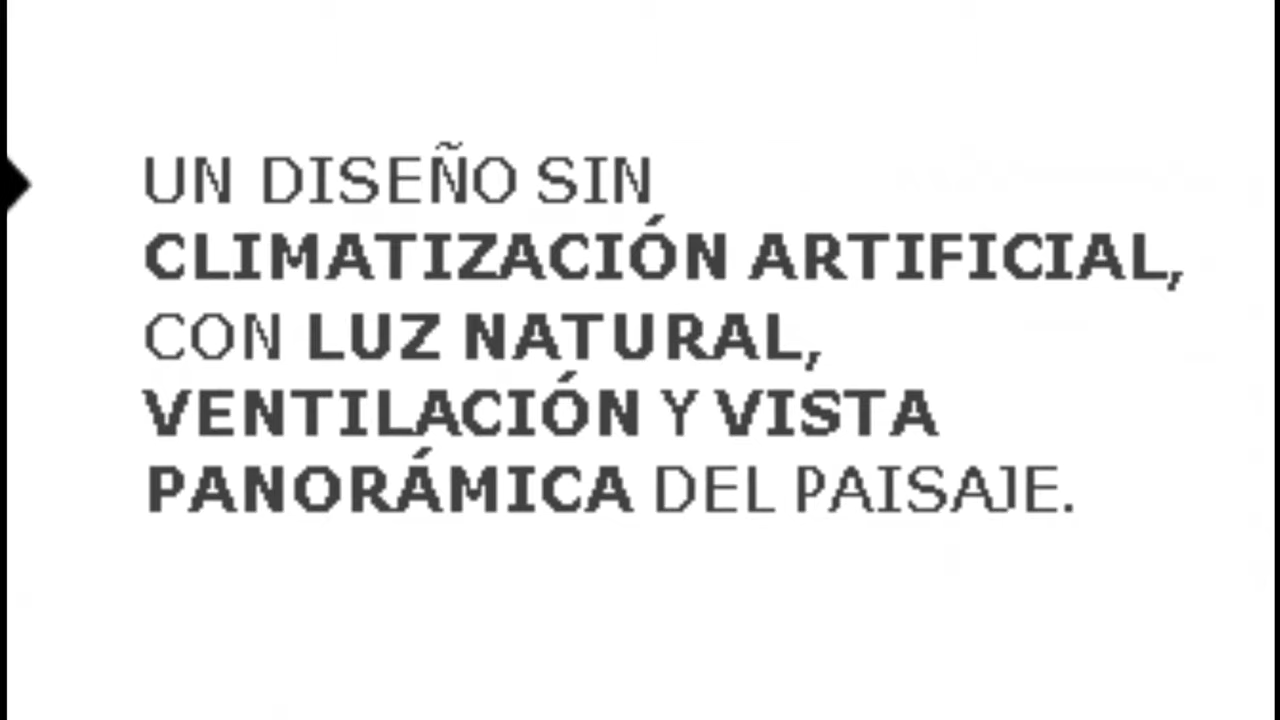 UN DISEÑO SIN
CLIMATIZACIÓN ARTIFICIAL,
CON LUZ NATURAL,
VENTILACIÓN Y VISTA
PANORÁMICA DEL PAISAJE.